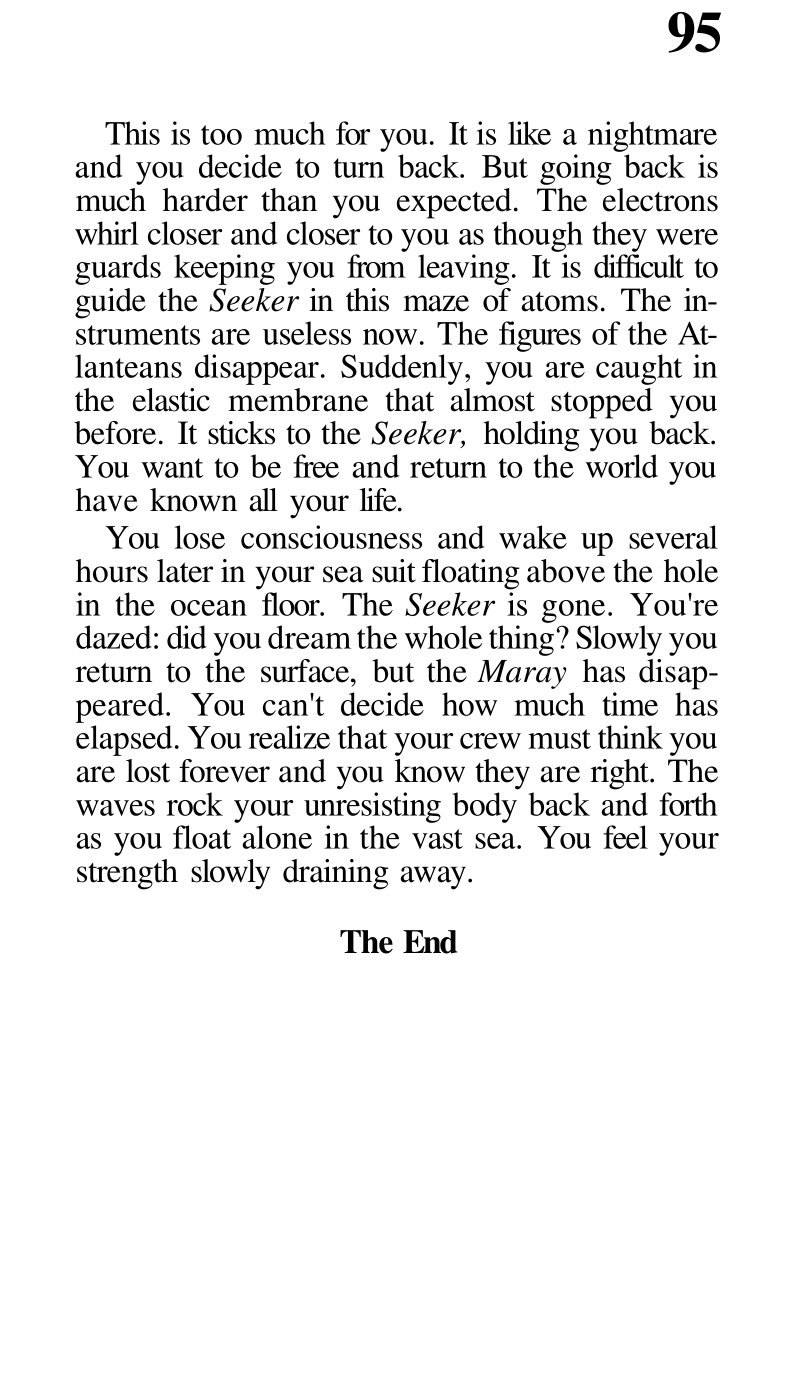 95
This is too much for you. It is like a nightmare
and you decide to turn back. But going back is
much harder than you expected. The electrons
whirl closer and closer to you as though they were
guards keeping you from leaving. It is difficult to
guide the Seeker in this maze of atoms. The in-
struments are useless now. The figures of the At-
lanteans disappear. Suddenly, you are caught in
the elastic membrane that almost stopped you
before. It sticks to the Seeker, holding you back.
You want to be free and return to the world you
have known all your life.
You lose consciousness and wake up several
hours later in your sea suit floating above the hole
in the ocean floor. The Seeker is gone. You're
dazed: did you dream the whole thing? Slowly you
return to the surface, but the Maray has disap-
peared. You can't decide how much time has
elapsed. You realize that your crew must think you
are lost forever and you know they are right. The
waves rock your unresisting body back and forth
as you float alone in the vast sea. You feel your
strength slowly draining away.
The End